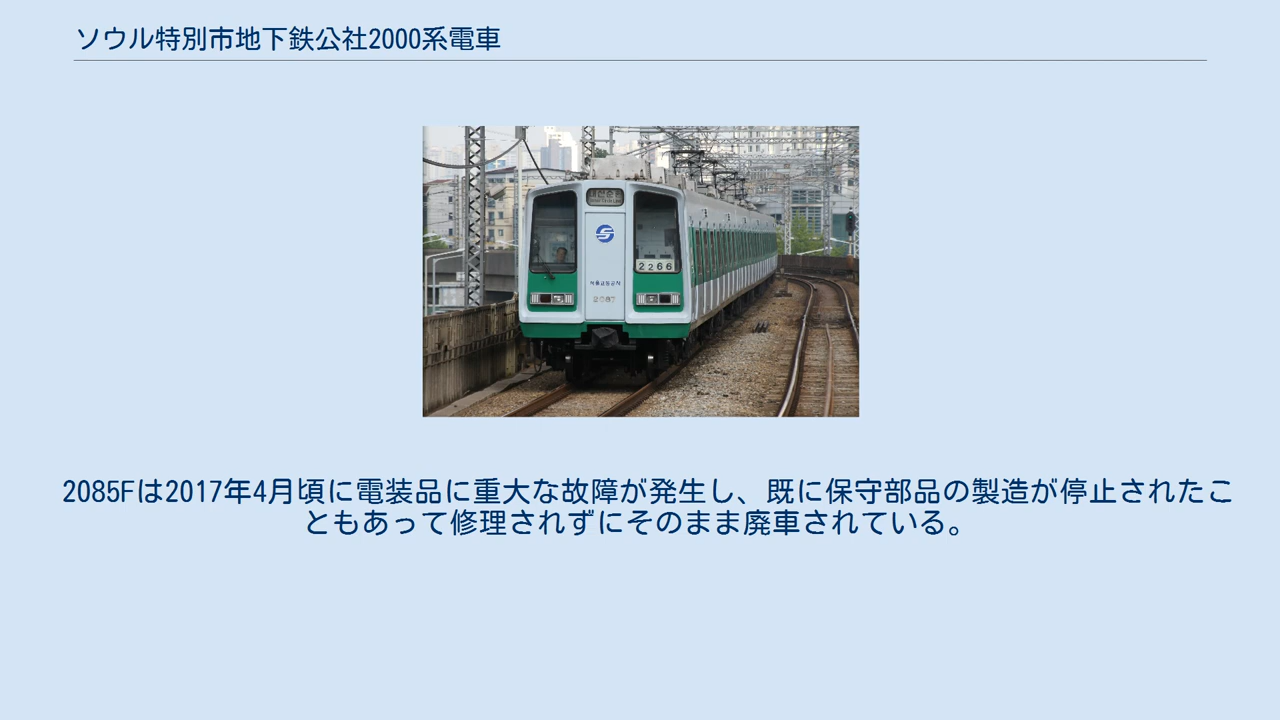 ソウル特別市地下鉄公社2000系電車
2266
2085Fは2017年4月頃に電装品に重大な故障が発生し、既に保守部品の製造が停止されたこ
ともあって修理されずにそのまま廃車されている。